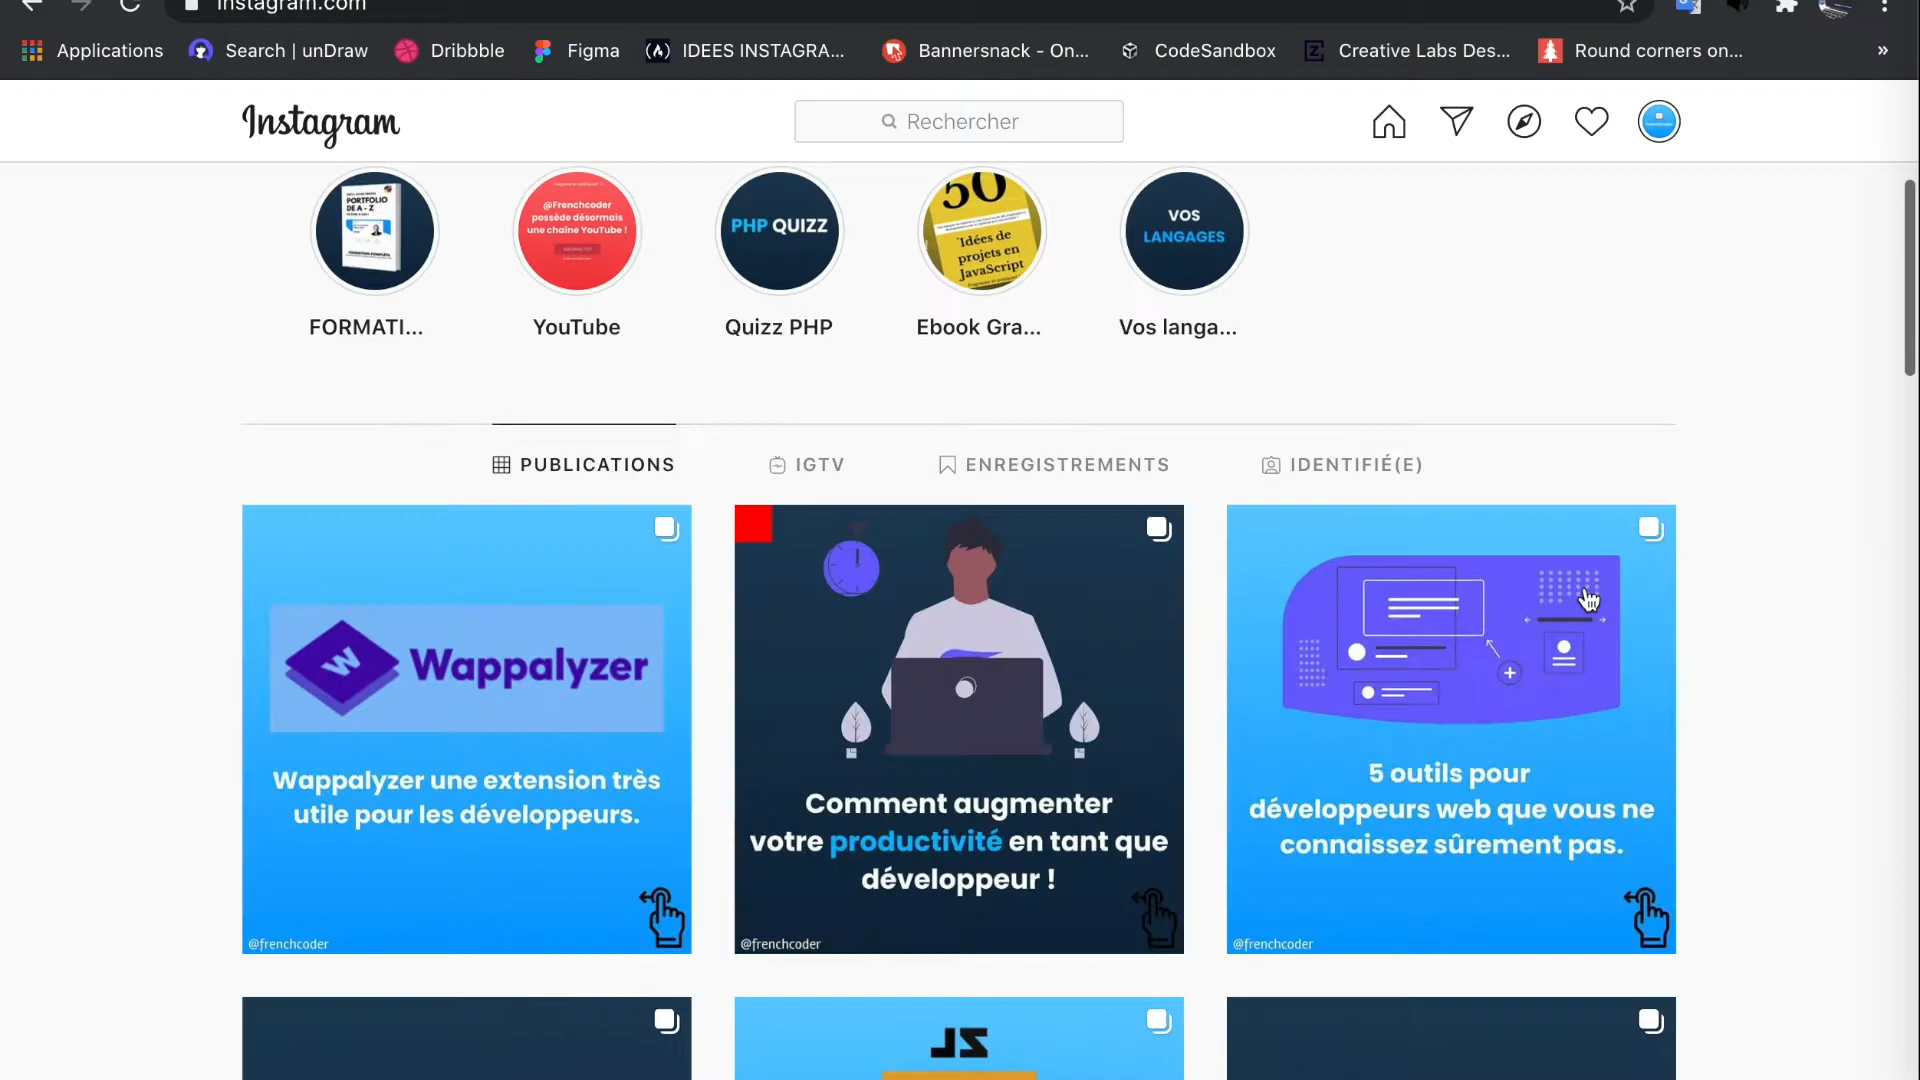 instagram.com
Applications
Search | unDraw
Dribbble
Figma
IDEES INSTAGRA...
Bannersnack - On...
CodeSandbox
Creative Labs Des...
Round corners on...
»
Instagram
Rechercher
PORTFOLIO
DE A - Z
@Frenchcoder
possède désormais
une chaîne YouTube !
PHP QUIZZ
50
Idées de
projets en
JavaScript
VOS
LANGAGES
FORMATI...
YouTube
Quizz PHP
Ebook Gra...
Vos langa...
PUBLICATIONS
IGTV
ENREGISTREMENTS
IDENTIFIÉ(E)
Wappalyzer
Wappalyzer une extension très
utile pour les développeurs.
@frenchcoder
Comment augmenter
votre productivité en tant que
développeur !
@frenchcoder
5 outils pour
développeurs web que vous ne
connaissez sûrement pas.
@frenchcoder